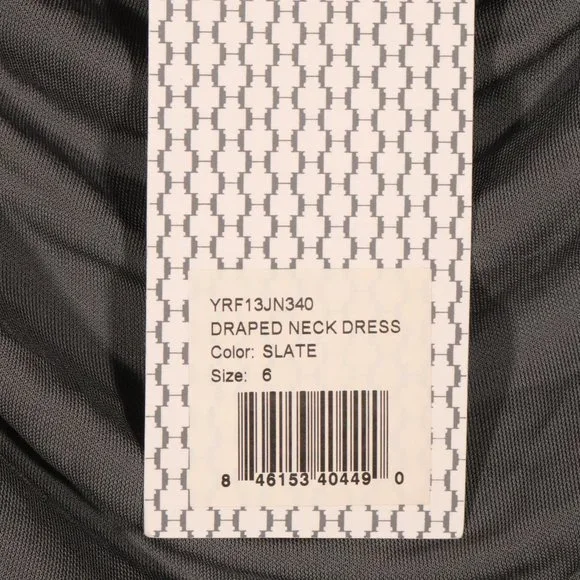 YRF13JN340
DRAPED NECK DRESS
Color: SLATE
Size: 6
8 46153 40449 0